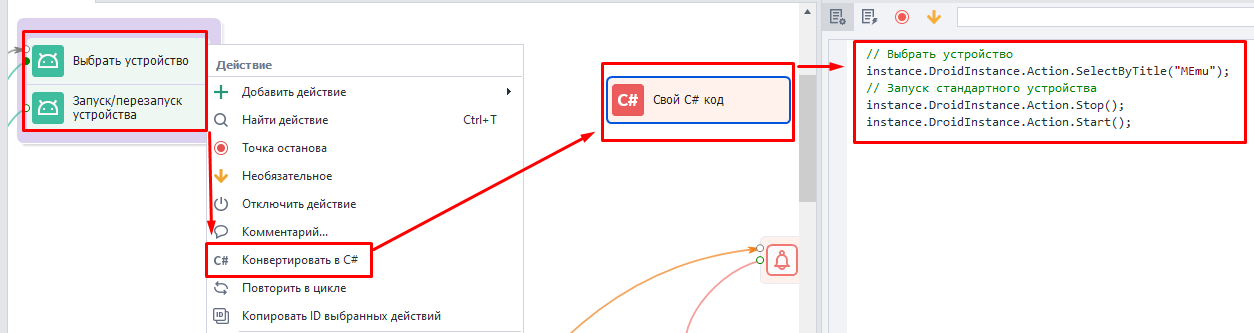 Выбрать устройство
Запуск/перезапуск
устройства
Действие
Добавить действие
Найти действие Ctrl+T
Точка останова
Необязательное
Отключить действие
Комментарий...
C# Конвертировать в C#
Повторить в цикле
ID Копировать ID выбранных действий
C# Свой C# код
// Выбрать устройство
instance.DroidInstance.Action.SelectByTitle("MEmu");
// Запуск стандартного устройства
instance.DroidInstance.Action.Stop();
instance.DroidInstance.Action.Start();